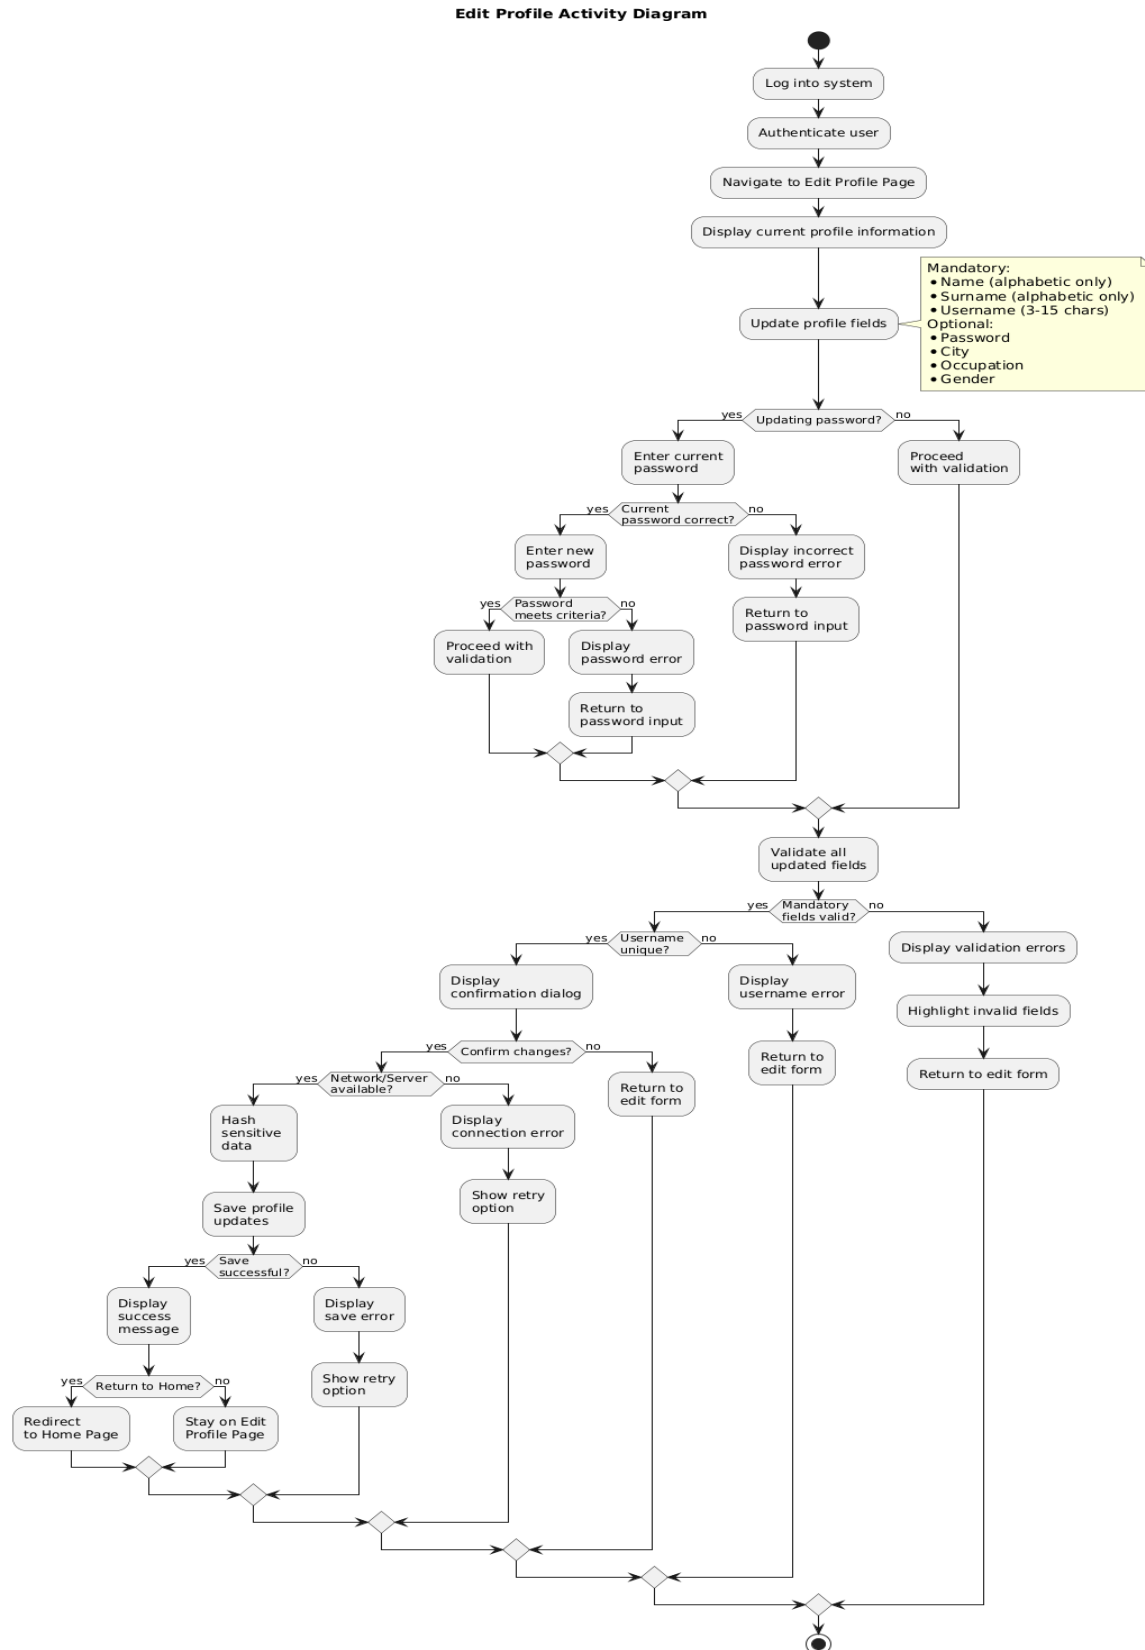 Edit Profile Activity Diagram
Log into system
Authenticate user
Navigate to Edit Profile Page
Display current profile information
Mandatory:
• Name (alphabetic only)
• Surname (alphabetic only)
• Username (3-15 chars)
Optional:
• Password
• City
• Occupation
• Gender
Update profile fields
yes
Updating password?
no
Enter current
password
Proceed
with validation
yes
Current
password correct?
no
Enter new
password
Display incorrect
password error
yes
Password
meets criteria?
no
Return to
password input
Proceed with
validation
Display
password error
Return to
password input
Validate all
updated fields
yes
Mandatory
fields valid?
no
yes
Username
unique?
no
Display validation errors
Display
confirmation dialog
Display
username error
Highlight invalid fields
yes
Confirm changes?
no
Return to
edit form
Return to edit form
yes
Network/Server
available?
no
Return to
edit form
Hash
sensitive
data
Display
connection error
Save profile
updates
Show retry
option
yes
Save
successful?
no
Display
success
message
Display
save error
yes
Return to Home?
no
Show retry
option
Redirect
to Home Page
Stay on Edit
Profile Page